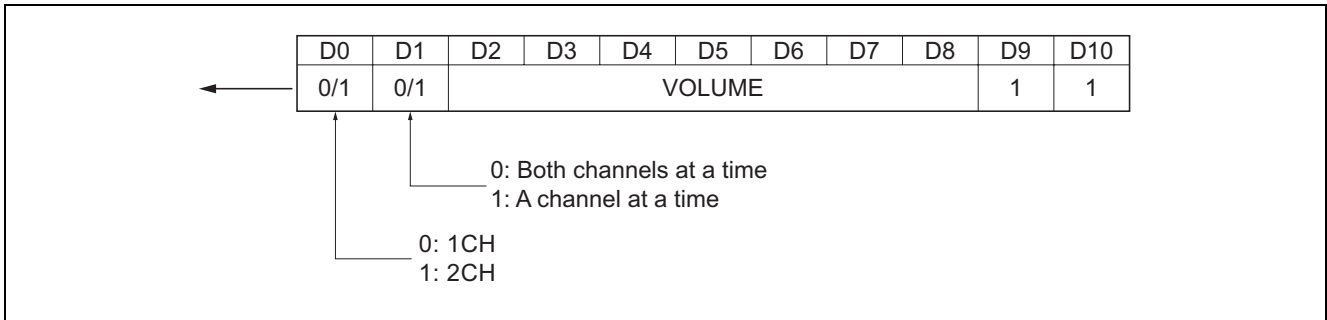 D0 D1 D2 D3 D4 D5 D6 D7 D8 D9 D10
0/1 0/1 VOLUME 1 1
0: Both channels at a time
1: A channel at a time
0: 1CH
1: 2CH